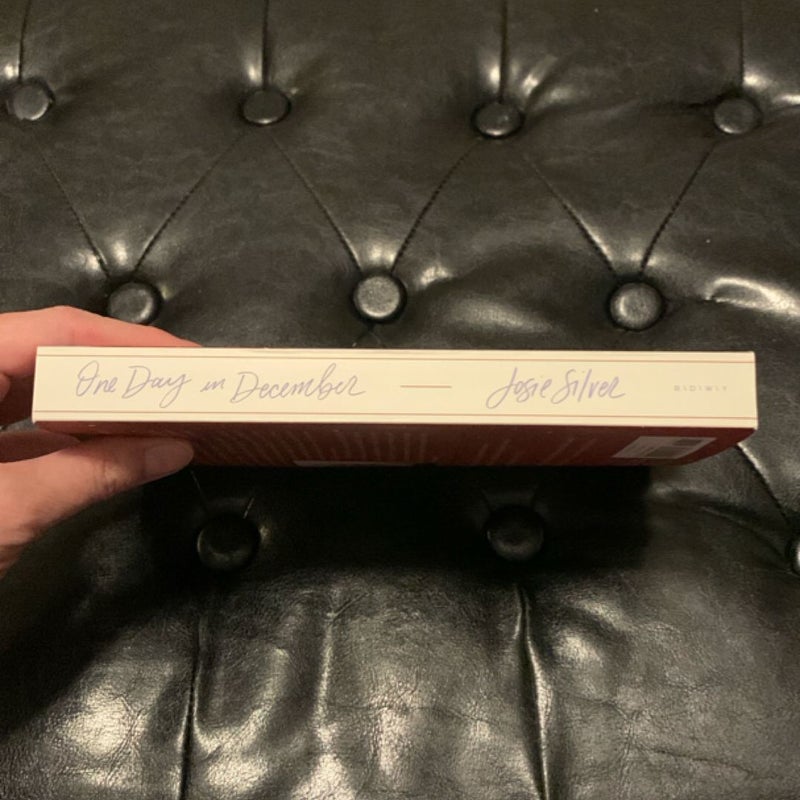 One Day in December — Josie Silver